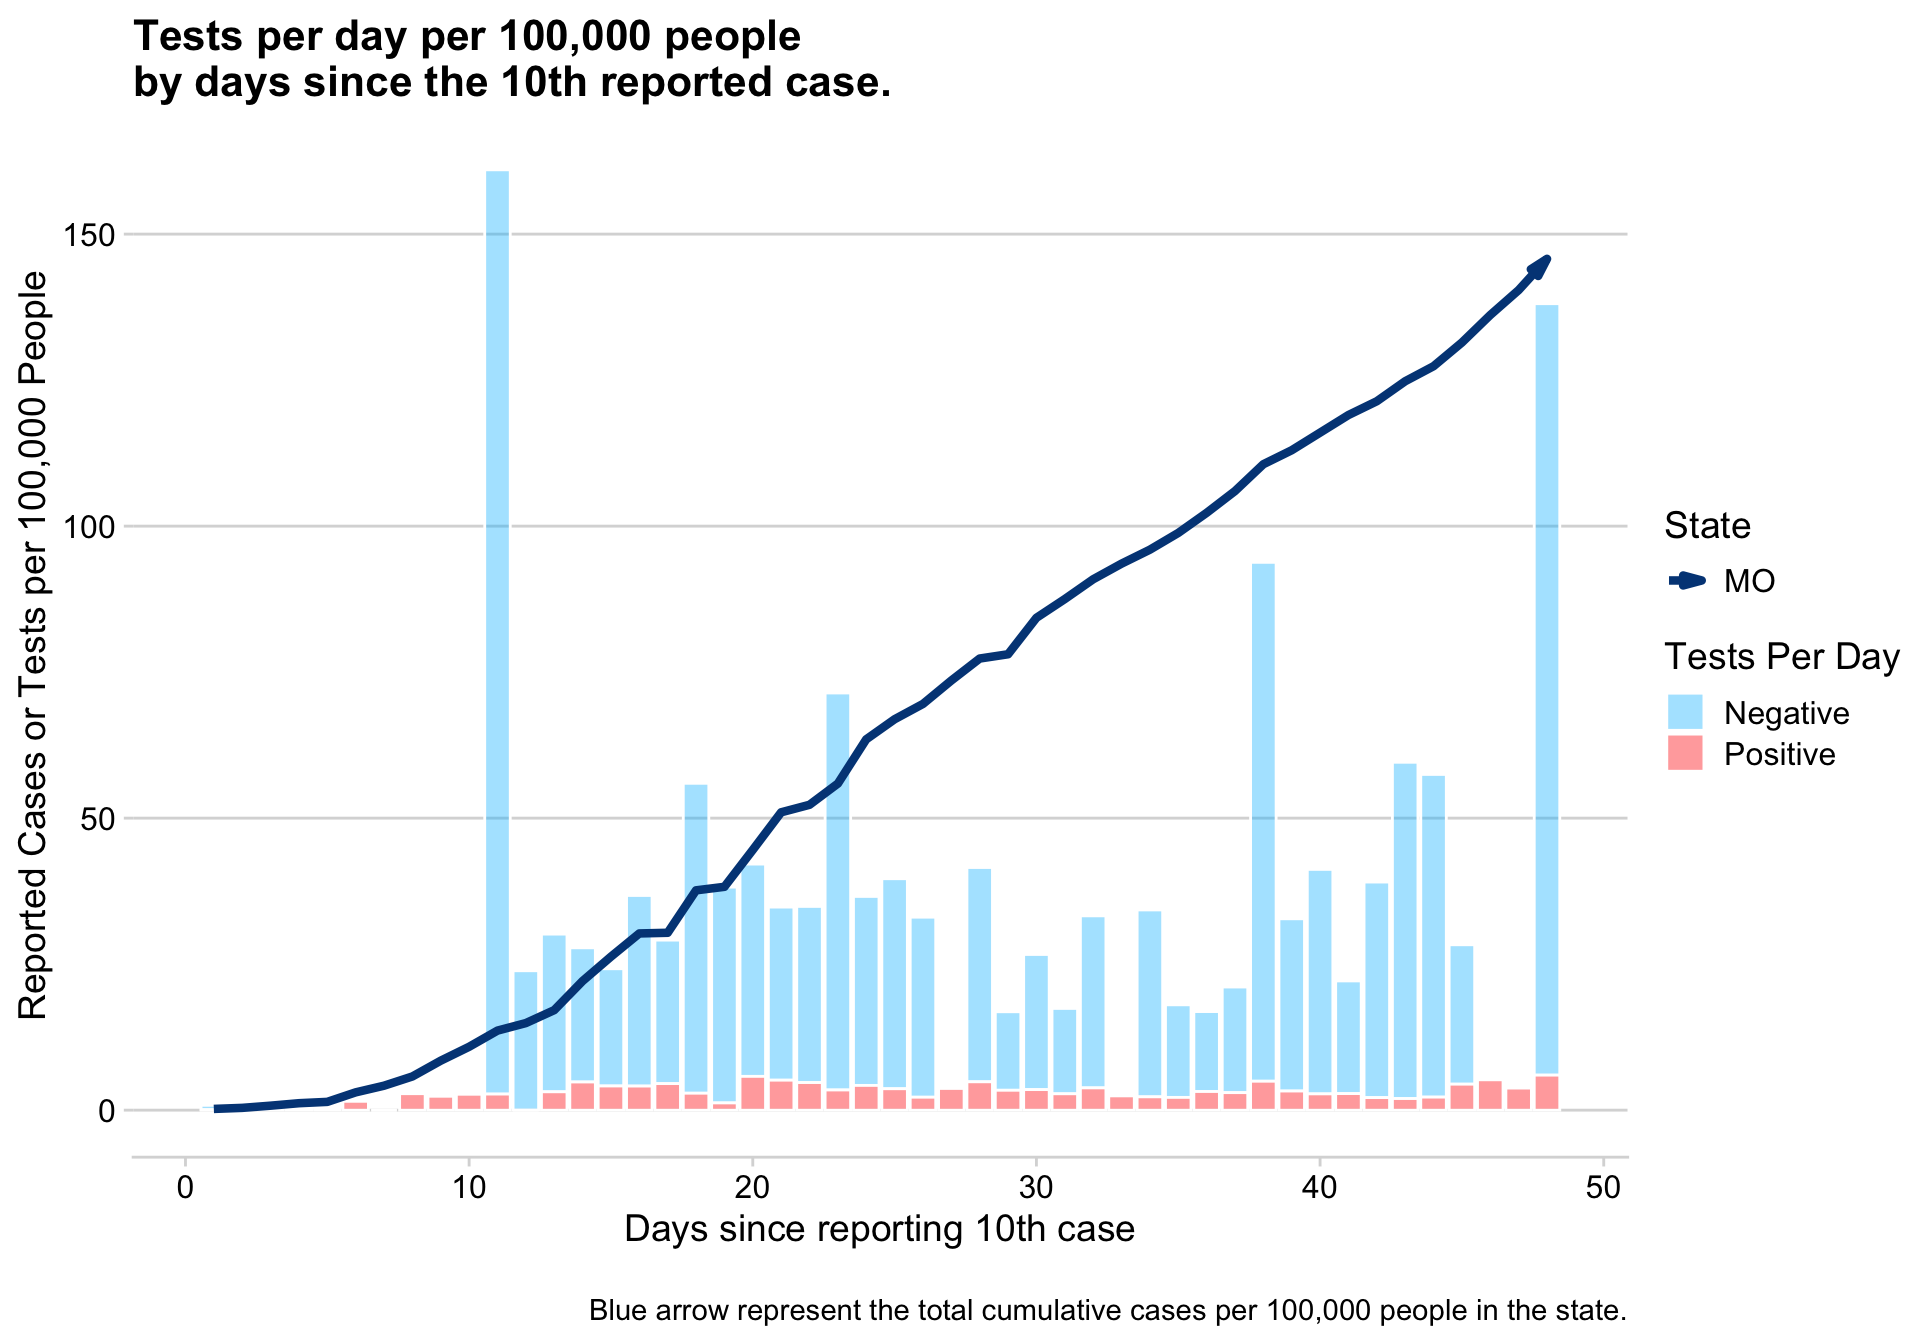 Tests per day per 100,000 people
by days since the 10th reported case.
Reported Cases or Tests per 100,000 People
150
100
50
0
0
10
20
30
40
50
Days since reporting 10th case
State
MO
Tests Per Day
Negative
Positive
Blue arrow represent the total cumulative cases per 100,000 people in the state.